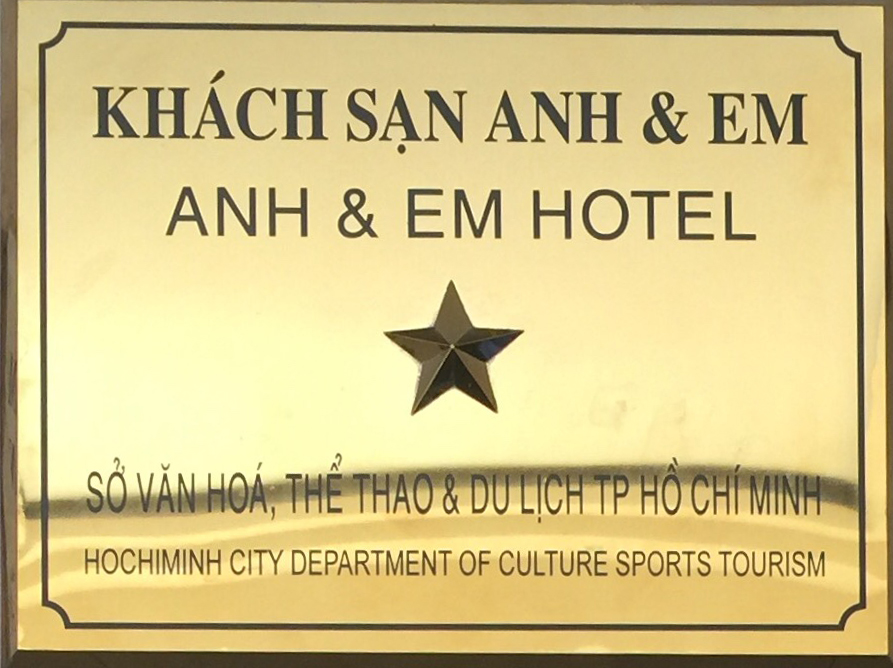 KHÁCH SẠN ANH & EM
ANH & EM HOTEL
SỞ VĂN HOÁ, THỂ THAO & DU LỊCH TP HỒ CHÍ MINH
HOCHIMINH CITY DEPARTMENT OF CULTURE SPORTS TOURISM